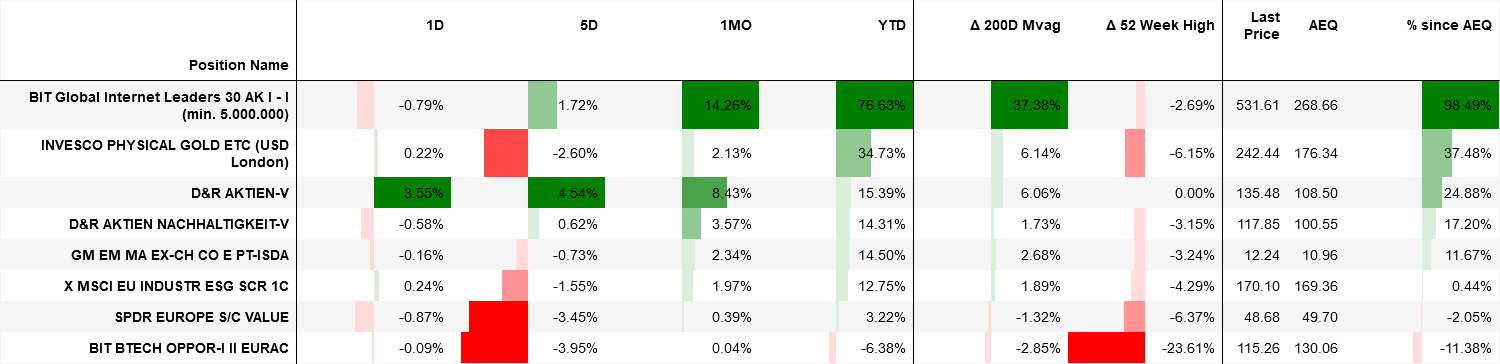 Position Name 1D 5D 1MO YTD Δ 200D Mvag Δ 52 Week High Last Price AEQ % since AEQ
BIT Global Internet Leaders 30 AK I - I (min. 5.000.000) -0.79% 1.72% 14.26% 76.63% 37.38% -2.69% 531.61 268.66 98.49%
INVESCO PHYSICAL GOLD ETC (USD London) 0.22% -2.60% 2.13% 34.73% 6.14% -6.15% 242.44 176.34 37.48%
D&R AKTIEN-V 3.55% 4.54% 8.43% 15.39% 6.06% 0.00% 135.48 108.50 24.88%
D&R AKTIEN NACHHALTIGKEIT-V -0.58% 0.62% 3.57% 14.31% 1.73% -3.15% 117.85 100.55 17.20%
GM EM MA EX-CH CO E PT-ISDA -0.16% -0.73% 2.34% 14.50% 2.68% -3.24% 12.24 10.96 11.67%
X MSCI EU INDUSTR ESG SCR 1C 0.24% -1.55% 1.97% 12.75% 1.89% -4.29% 170.10 169.36 0.44%
SPDR EUROPE S/C VALUE -0.87% -3.45% 0.39% 3.22% -1.32% -6.37% 48.68 49.70 -2.05%
BIT BTECH OPPOR-I II EURAC -0.09% -3.95% 0.04% -6.38% -2.85% -23.61% 115.26 130.06 -11.38%